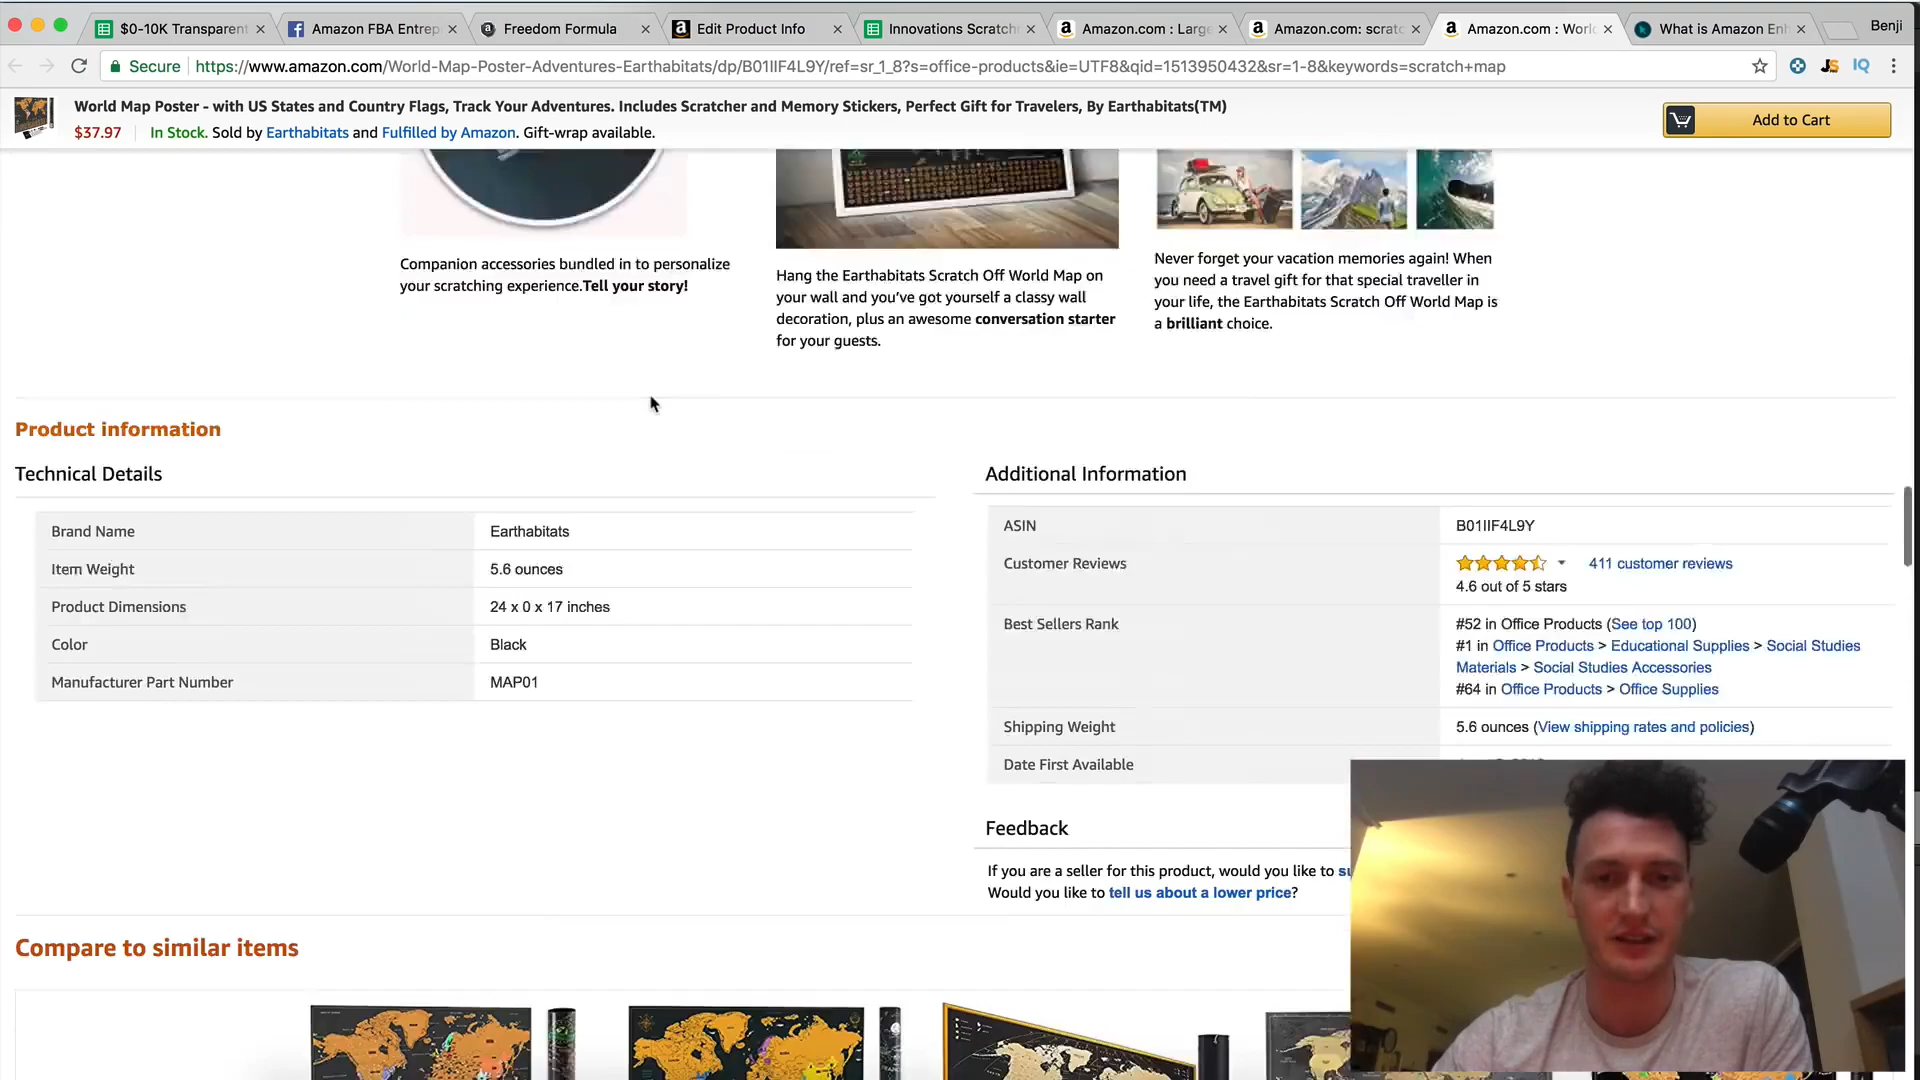 $0-10K Transparent
Amazon FBA Entrep
Freedom Formula
Edit Product Info
Innovations Scratch
Amazon.com : Large
Amazon.com: scratc
Amazon.com : Worl
What is Amazon Enh
Benji
Secure
https://www.amazon.com/World-Map-Poster-Adventures-Earthabitats/dp/B01IIF4L9Y/ref=sr_1_8?s=office-products&ie=UTF8&qid=1513950432&sr=1-8&keywords=scratch+map
JS
IQ
World Map Poster - with US States and Country Flags, Track Your Adventures. Includes Scratcher and Memory Stickers, Perfect Gift for Travelers, By Earthabitats(TM)
$37.97 In Stock. Sold by Earthabitats and Fulfilled by Amazon. Gift-wrap available.
Add to Cart
Companion accessories bundled in to personalize
your scratching experience.Tell your story!
Hang the Earthabitats Scratch Off World Map on
your wall and you've got yourself a classy wall
decoration, plus an awesome conversation starter
for your guests.
Never forget your vacation memories again! When
you need a travel gift for that special traveller in
your life, the Earthabitats Scratch Off World Map is
a brilliant choice.
Product information
Technical Details
Brand Name Earthabitats
Item Weight 5.6 ounces
Product Dimensions 24 x 0 x 17 inches
Color Black
Manufacturer Part Number MAP01
Additional Information
ASIN B01IIF4L9Y
Customer Reviews 411 customer reviews
4.6 out of 5 stars
Best Sellers Rank #52 in Office Products (See top 100)
#1 in Office Products > Educational Supplies > Social Studies
Materials > Social Studies Accessories
#64 in Office Products > Office Supplies
Shipping Weight 5.6 ounces (View shipping rates and policies)
Date First Available
Feedback
If you are a seller for this product, would you like to
Would you like to tell us about a lower price?
Compare to similar items